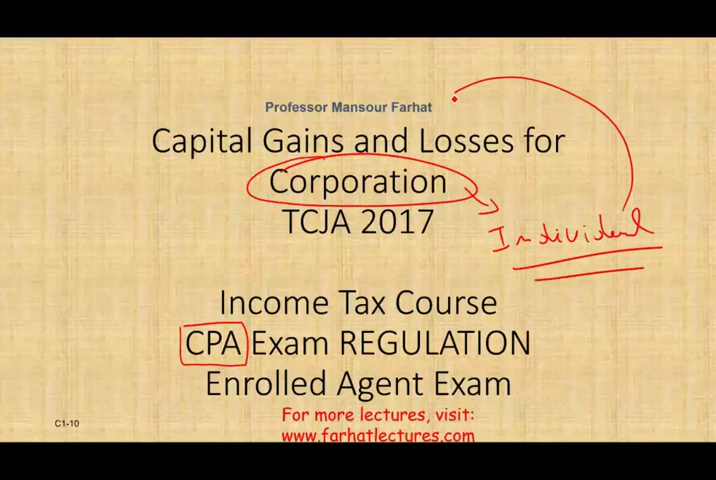 Professor Mansour Farhat
Capital Gains and Losses for
Corporation
TCJA 2017
Individual
Income Tax Course
CPA Exam REGULATION
Enrolled Agent Exam
For more lectures, visit:
www.farhatlectures.com
C1-10